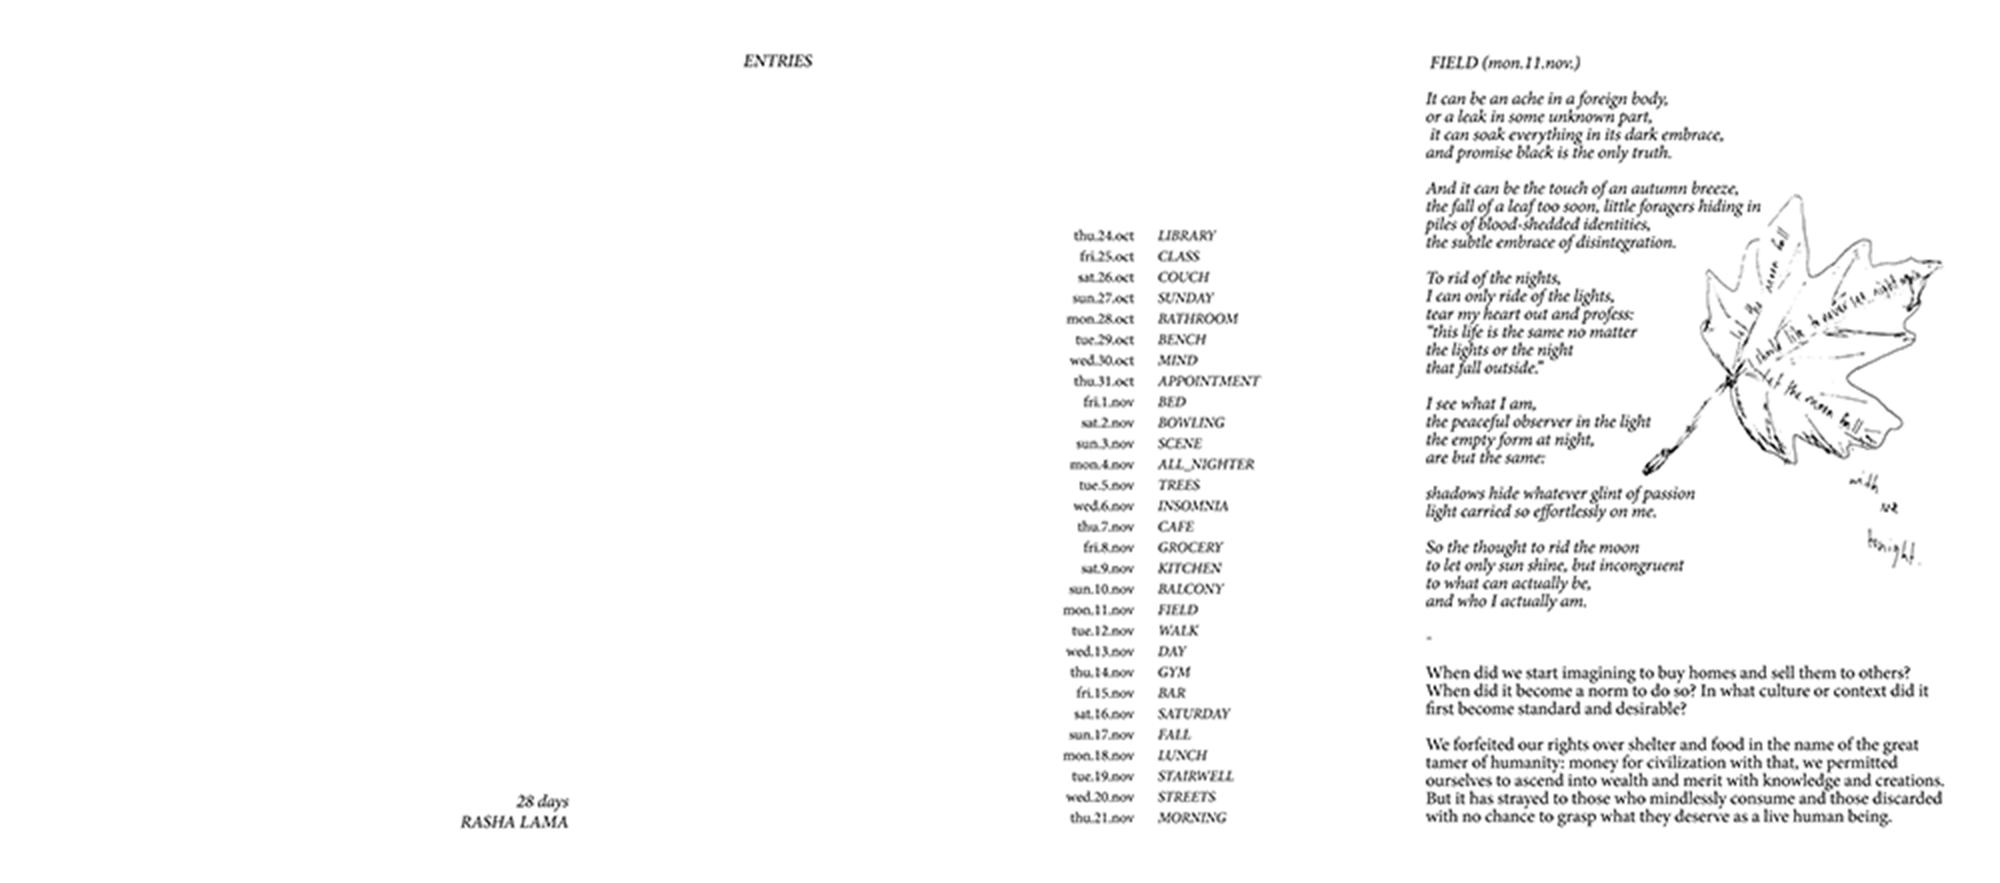 28 days
RASHA LAMA
ENTRIES
thu.24.oct LIBRARY
fri.25.oct CLASS
sat.26.oct COUCH
sun.27.oct SUNDAY
mon.28.oct BATHROOM
tue.29.oct BENCH
wed.30.oct MIND
thu.31.oct APPOINTMENT
fri.1.nov BED
sat.2.nov BOWLING
sun.3.nov SCENE
mon.4.nov ALL_NIGHTER
tue.5.nov TREES
wed.6.nov INSOMNIA
thu.7.nov CAFE
fri.8.nov GROCERY
sat.9.nov KITCHEN
sun.10.nov BALCONY
mon.11.nov FIELD
tue.12.nov WALK
wed.13.nov DAY
thu.14.nov GYM
fri.15.nov BAR
sat.16.nov SATURDAY
sun.17.nov FALL
mon.18.nov LUNCH
tue.19.nov STAIRWELL
wed.20.nov STREETS
thu.21.nov MORNING
FIELD (mon.11.nov.)
It can be an ache in a foreign body,
or a leak in some unknown part,
it can soak everything in its dark embrace,
and promise black is the only truth.
And it can be the touch of an autumn breeze,
the fall of a leaf too soon, little foragers hiding in
piles of blood-shedded identities,
the subtle embrace of disintegration.
To rid of the nights,
I can only ride of the lights,
tear my heart out and profess:
"this life is the same no matter
the lights or the night
that fall outside."
I see what I am,
the peaceful observer in the light
the empty form at night,
are but the same:
shadows hide whatever glint of passion
light carried so effortlessly on me.
So the thought to rid the moon
to let only sun shine, but incongruent
to what can actually be,
and who I actually am.
-
When did we start imagining to buy homes and sell them to others?
When did it become a norm to do so? In what culture or context did it
first become standard and desirable?
We forfeited our rights over shelter and food in the name of the great
tamer of humanity: money for civilization with that, we permitted
ourselves to ascend into wealth and merit with knowledge and creations.
But it has strayed to those who mindlessly consume and those discarded
with no chance to grasp what they deserve as a live human being.
let the moon fall
I should like to never see night
let the moon fall
with
me
tonight.